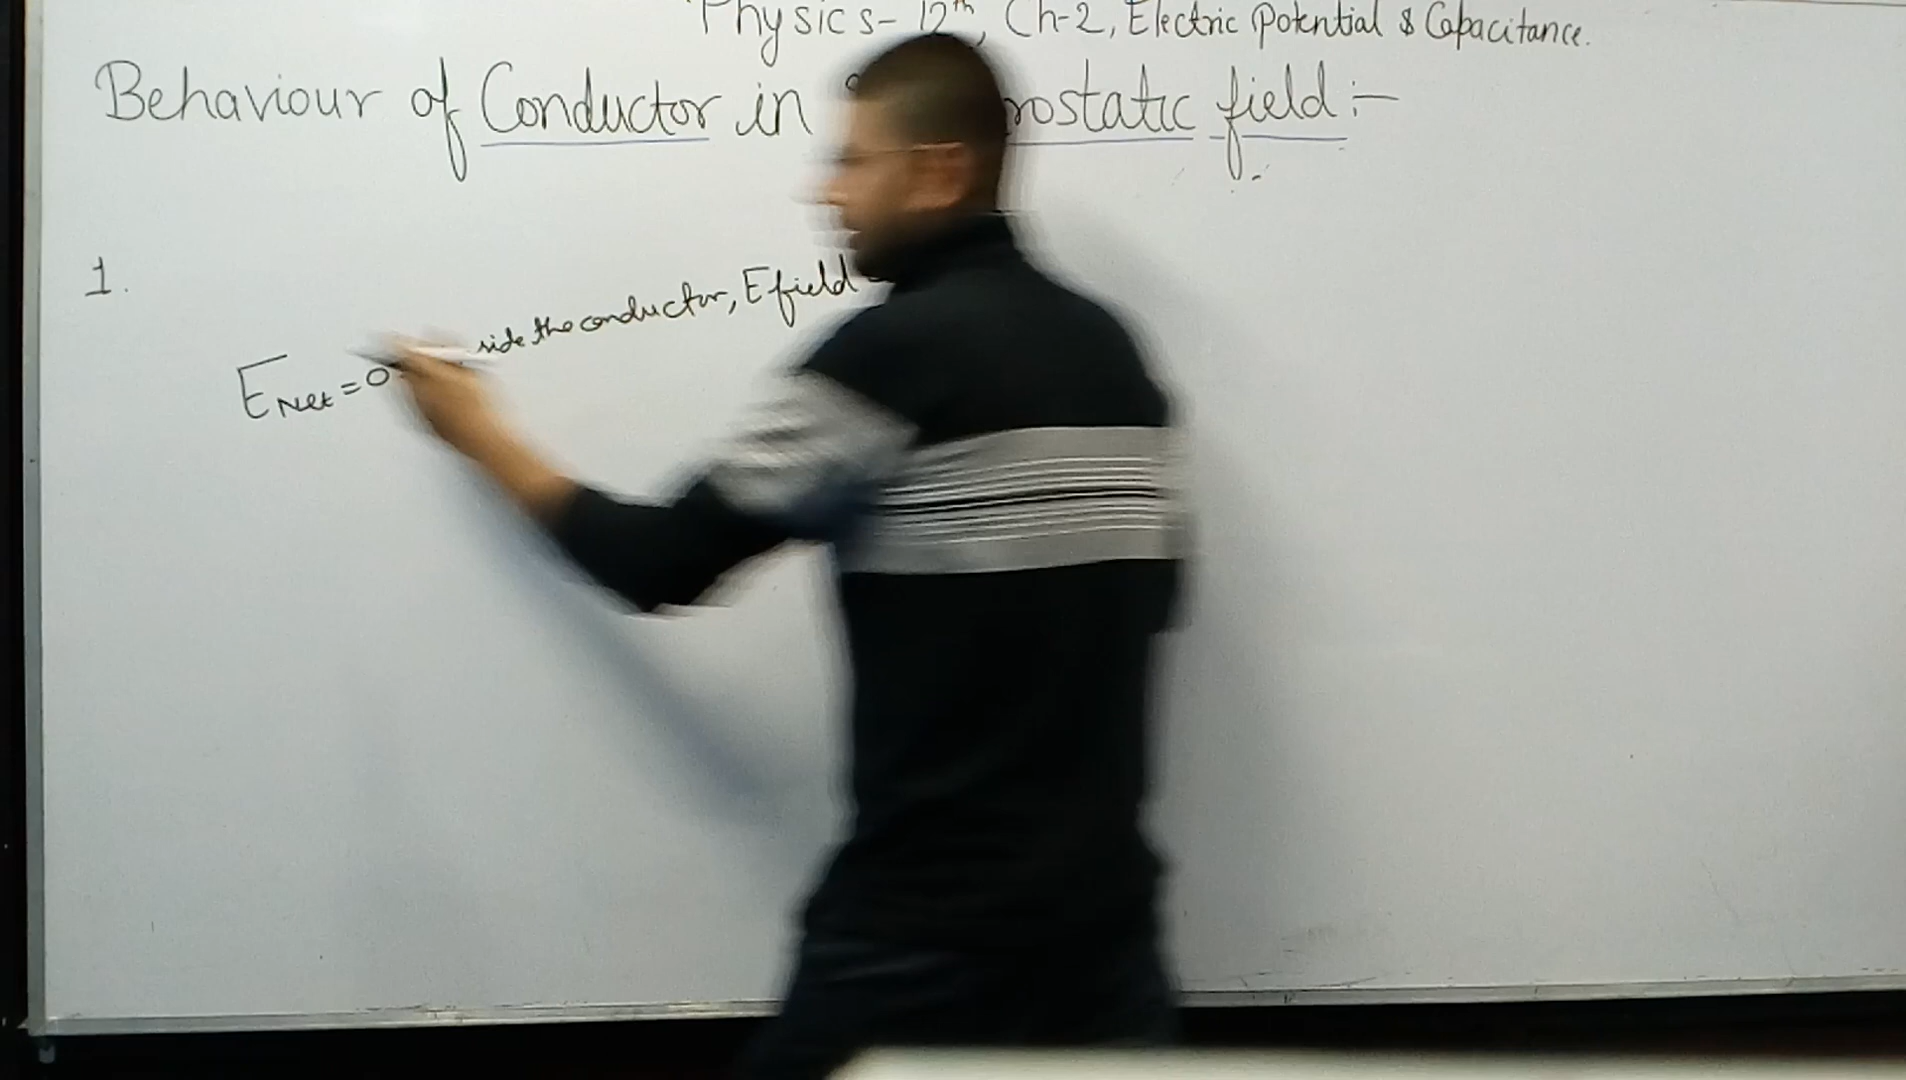 Physics- 12th, Ch-2, Electric Potential & Capacitance.
Behaviour of Conductor in rostatic field:-
1.
side the conductor, E field
ENet = 0